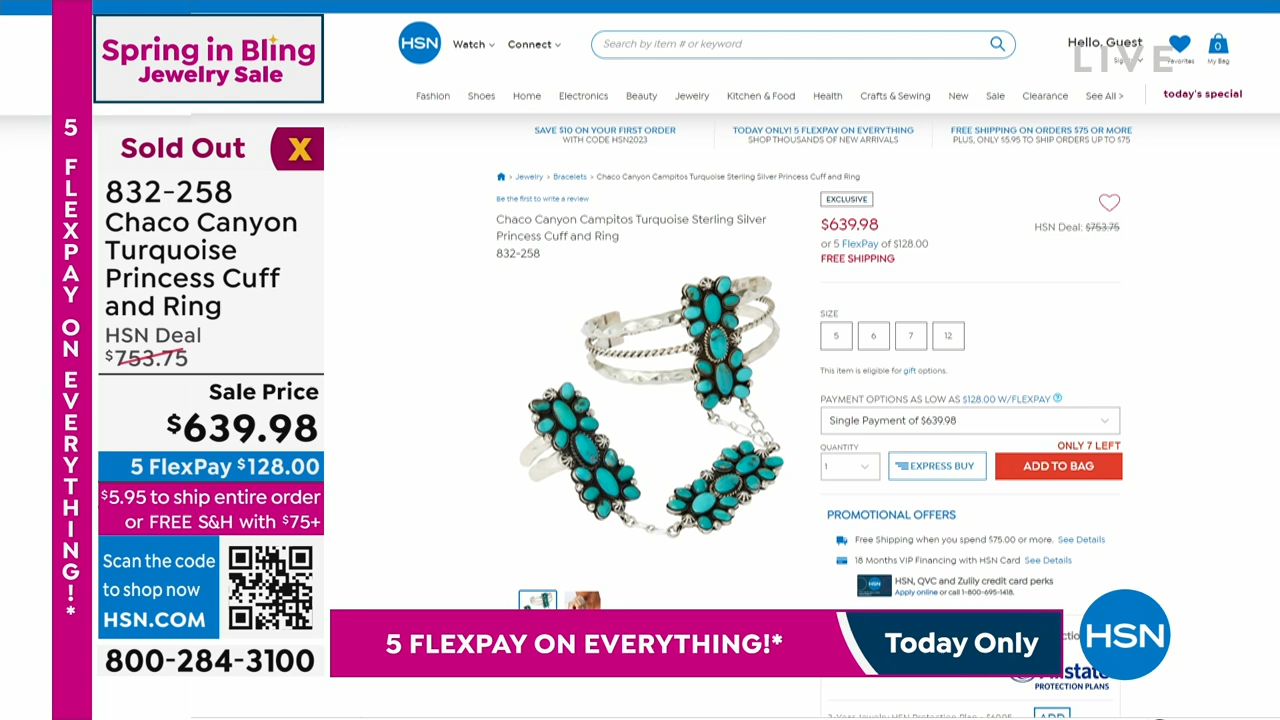 Spring in Bling
Jewelry Sale
5 FLEXPAY ON EVERYTHING!*
Sold Out
X
832-258
Chaco Canyon
Turquoise
Princess Cuff
and Ring
HSN Deal
$753.75
Sale Price
$639.98
5 FlexPay $128.00
$5.95 to ship entire order
or FREE S&H with $75+
Scan the code
to shop now
HSN.COM
800-284-3100
HSN
Watch
Connect
Search by item # or keyword
Hello, Guest
LIVE
Favorites
0
My Bag
Fashion Shoes Home Electronics Beauty Jewelry Kitchen & Food Health Crafts & Sewing New Sale Clearance See All > today's special
SAVE $10 ON YOUR FIRST ORDER
WITH CODE HSN2023
TODAY ONLY! 5 FLEXPAY ON EVERYTHING
SHOP THOUSANDS OF NEW ARRIVALS
FREE SHIPPING ON ORDERS $75 OR MORE
PLUS, ONLY $5.95 TO SHIP ORDERS UP TO $75
> Jewelry > Bracelets > Chaco Canyon Campitos Turquoise Sterling Silver Princess Cuff and Ring
Be the first to write a review
Chaco Canyon Campitos Turquoise Sterling Silver
Princess Cuff and Ring
832-258
EXCLUSIVE
$639.98
HSN Deal: $753.75
or 5 FlexPay of $128.00
FREE SHIPPING
SIZE
5 6 7 12
This item is eligible for gift options.
PAYMENT OPTIONS AS LOW AS $128.00 W/FLEXPAY ?
Single Payment of $639.98
QUANTITY
ONLY 7 LEFT
1
EXPRESS BUY
ADD TO BAG
PROMOTIONAL OFFERS
Free Shipping when you spend $75.00 or more. See Details
18 Months VIP Financing with HSN Card See Details
HSN, QVC and Zulily credit card perks
Apply online or call 1-800-695-1418.
5 FLEXPAY ON EVERYTHING!*
Today Only
HSN
PROTECTION PLANS
2-Year Jewelry HSN Protection Plan - $69.95
ADD